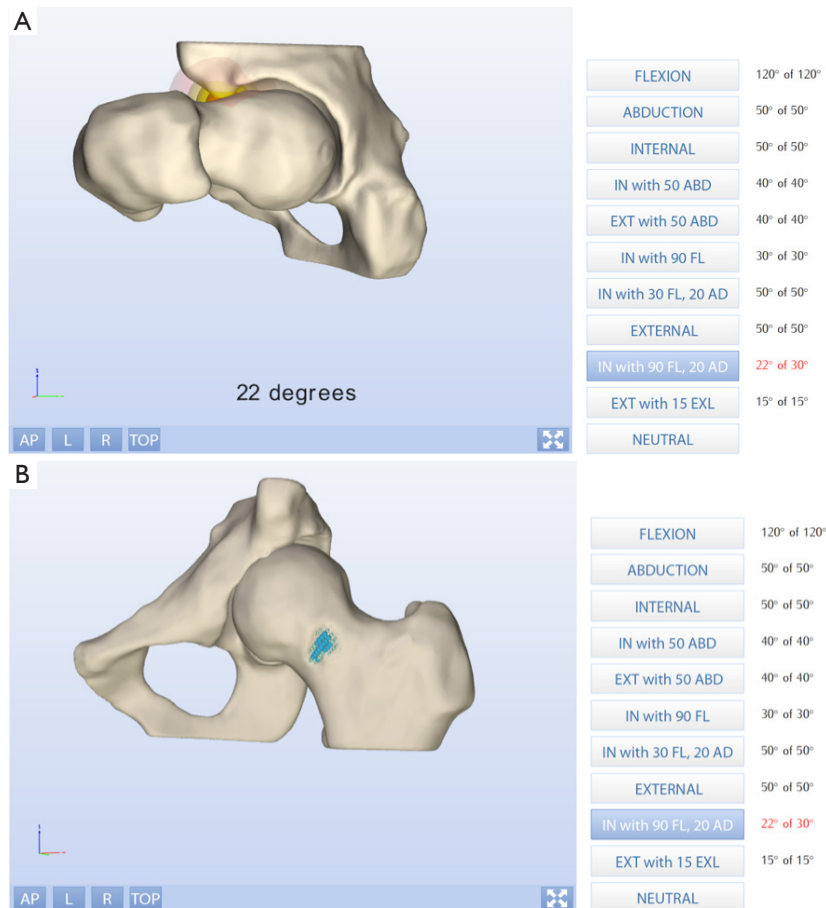 A
FLEXION 120° of 120°
ABDUCTION 50° of 50°
INTERNAL 50° of 50°
IN with 50 ABD 40° of 40°
EXT with 50 ABD 40° of 40°
IN with 90 FL 30° of 30°
IN with 30 FL, 20 AD 50° of 50°
EXTERNAL 50° of 50°
IN with 90 FL, 20 AD 22° of 30°
EXT with 15 EXL 15° of 15°
NEUTRAL
22 degrees
AP L R TOP
B
FLEXION 120° of 120°
ABDUCTION 50° of 50°
INTERNAL 50° of 50°
IN with 50 ABD 40° of 40°
EXT with 50 ABD 40° of 40°
IN with 90 FL 30° of 30°
IN with 30 FL, 20 AD 50° of 50°
EXTERNAL 50° of 50°
IN with 90 FL, 20 AD 22° of 30°
EXT with 15 EXL 15° of 15°
NEUTRAL
AP L R TOP